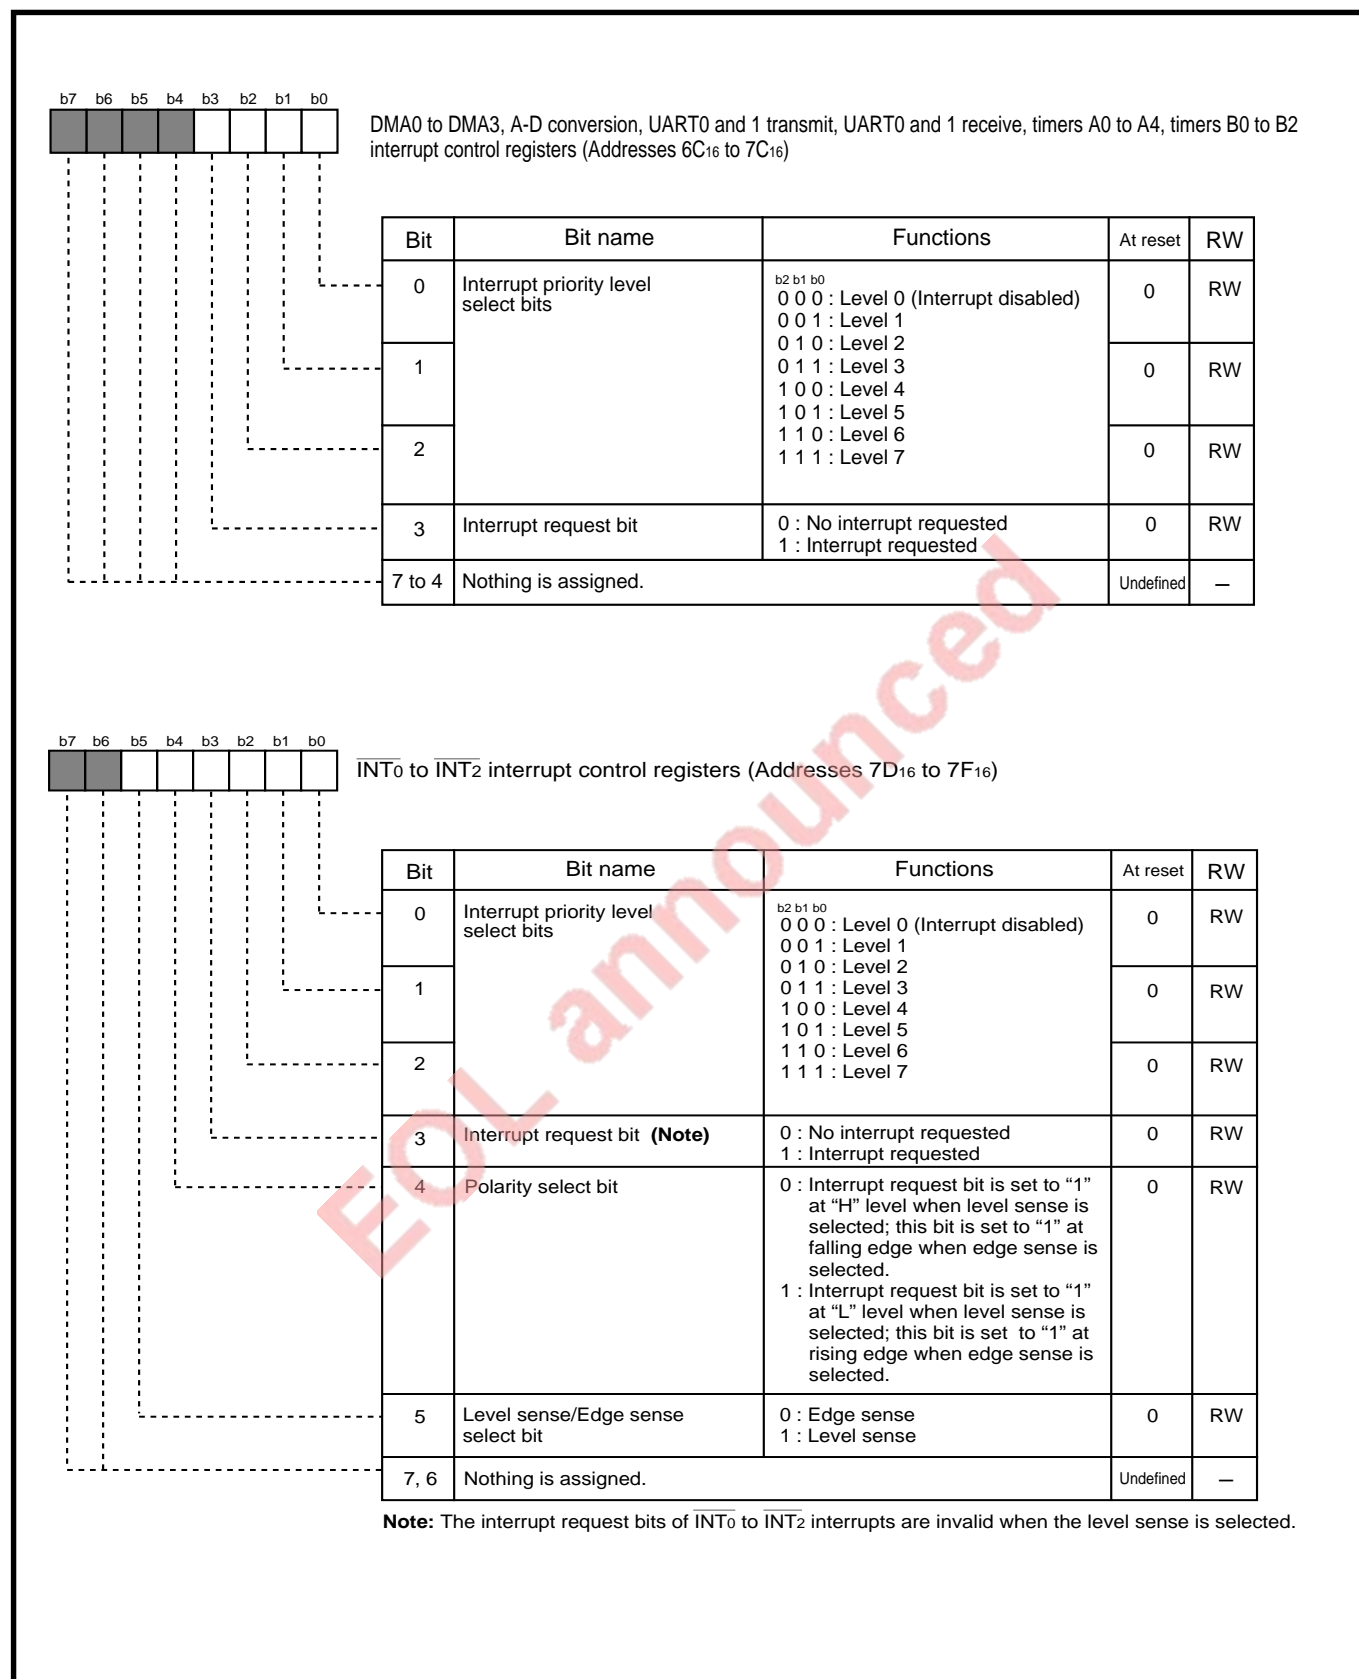 b7 b6 b5 b4 b3 b2 b1 b0
DMA0 to DMA3, A-D conversion, UART0 and 1 transmit, UART0 and 1 receive, timers A0 to A4, timers B0 to B2
interrupt control registers (Addresses 6C16 to 7C16)
Bit Bit name Functions At reset RW
0 Interrupt priority level select bits
b2 b1 b0
0 0 0 : Level 0 (Interrupt disabled) 0 RW
0 0 1 : Level 1
0 1 0 : Level 2
1 0 1 1 : Level 3 0 RW
1 0 0 : Level 4
1 0 1 : Level 5
2 1 1 0 : Level 6 0 RW
1 1 1 : Level 7
3 Interrupt request bit 0 : No interrupt requested 0 RW
1 : Interrupt requested
7 to 4 Nothing is assigned. Undefined –
b7 b6 b5 b4 b3 b2 b1 b0
INT0 to INT2 interrupt control registers (Addresses 7D16 to 7F16)
Bit Bit name Functions At reset RW
0 Interrupt priority level select bits
b2 b1 b0
0 0 0 : Level 0 (Interrupt disabled) 0 RW
0 0 1 : Level 1
0 1 0 : Level 2
1 0 1 1 : Level 3 0 RW
1 0 0 : Level 4
1 0 1 : Level 5
2 1 1 0 : Level 6 0 RW
1 1 1 : Level 7
3 Interrupt request bit (Note) 0 : No interrupt requested 0 RW
1 : Interrupt requested
4 Polarity select bit 0 : Interrupt request bit is set to “1” 0 RW
at “H” level when level sense is
selected; this bit is set to “1” at
falling edge when edge sense is
selected.
1 : Interrupt request bit is set to “1”
at “L” level when level sense is
selected; this bit is set to “1” at
rising edge when edge sense is
selected.
5 Level sense/Edge sense 0 : Edge sense 0 RW
select bit 1 : Level sense
7, 6 Nothing is assigned. Undefined –
Note: The interrupt request bits of INT0 to INT2 interrupts are invalid when the level sense is selected.
EOL announced